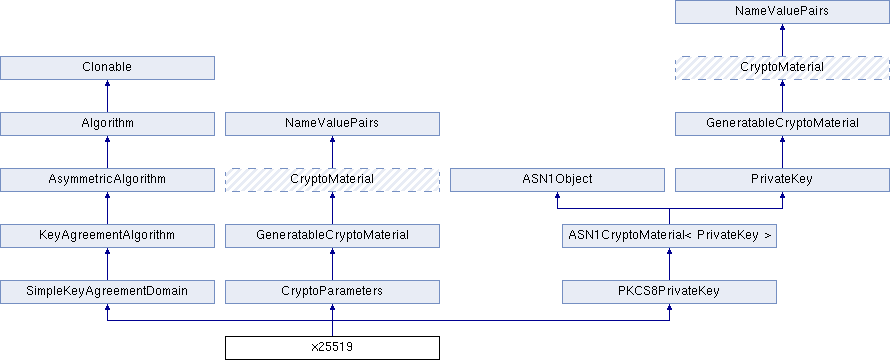 NameValuePairs
Clonable
CryptoMaterial
Algorithm
NameValuePairs
GeneratableCryptoMaterial
AsymmetricAlgorithm
CryptoMaterial
ASN1Object
PrivateKey
KeyAgreementAlgorithm
GeneratableCryptoMaterial
ASN1CryptoMaterial< PrivateKey >
SimpleKeyAgreementDomain
CryptoParameters
PKCS8PrivateKey
x25519